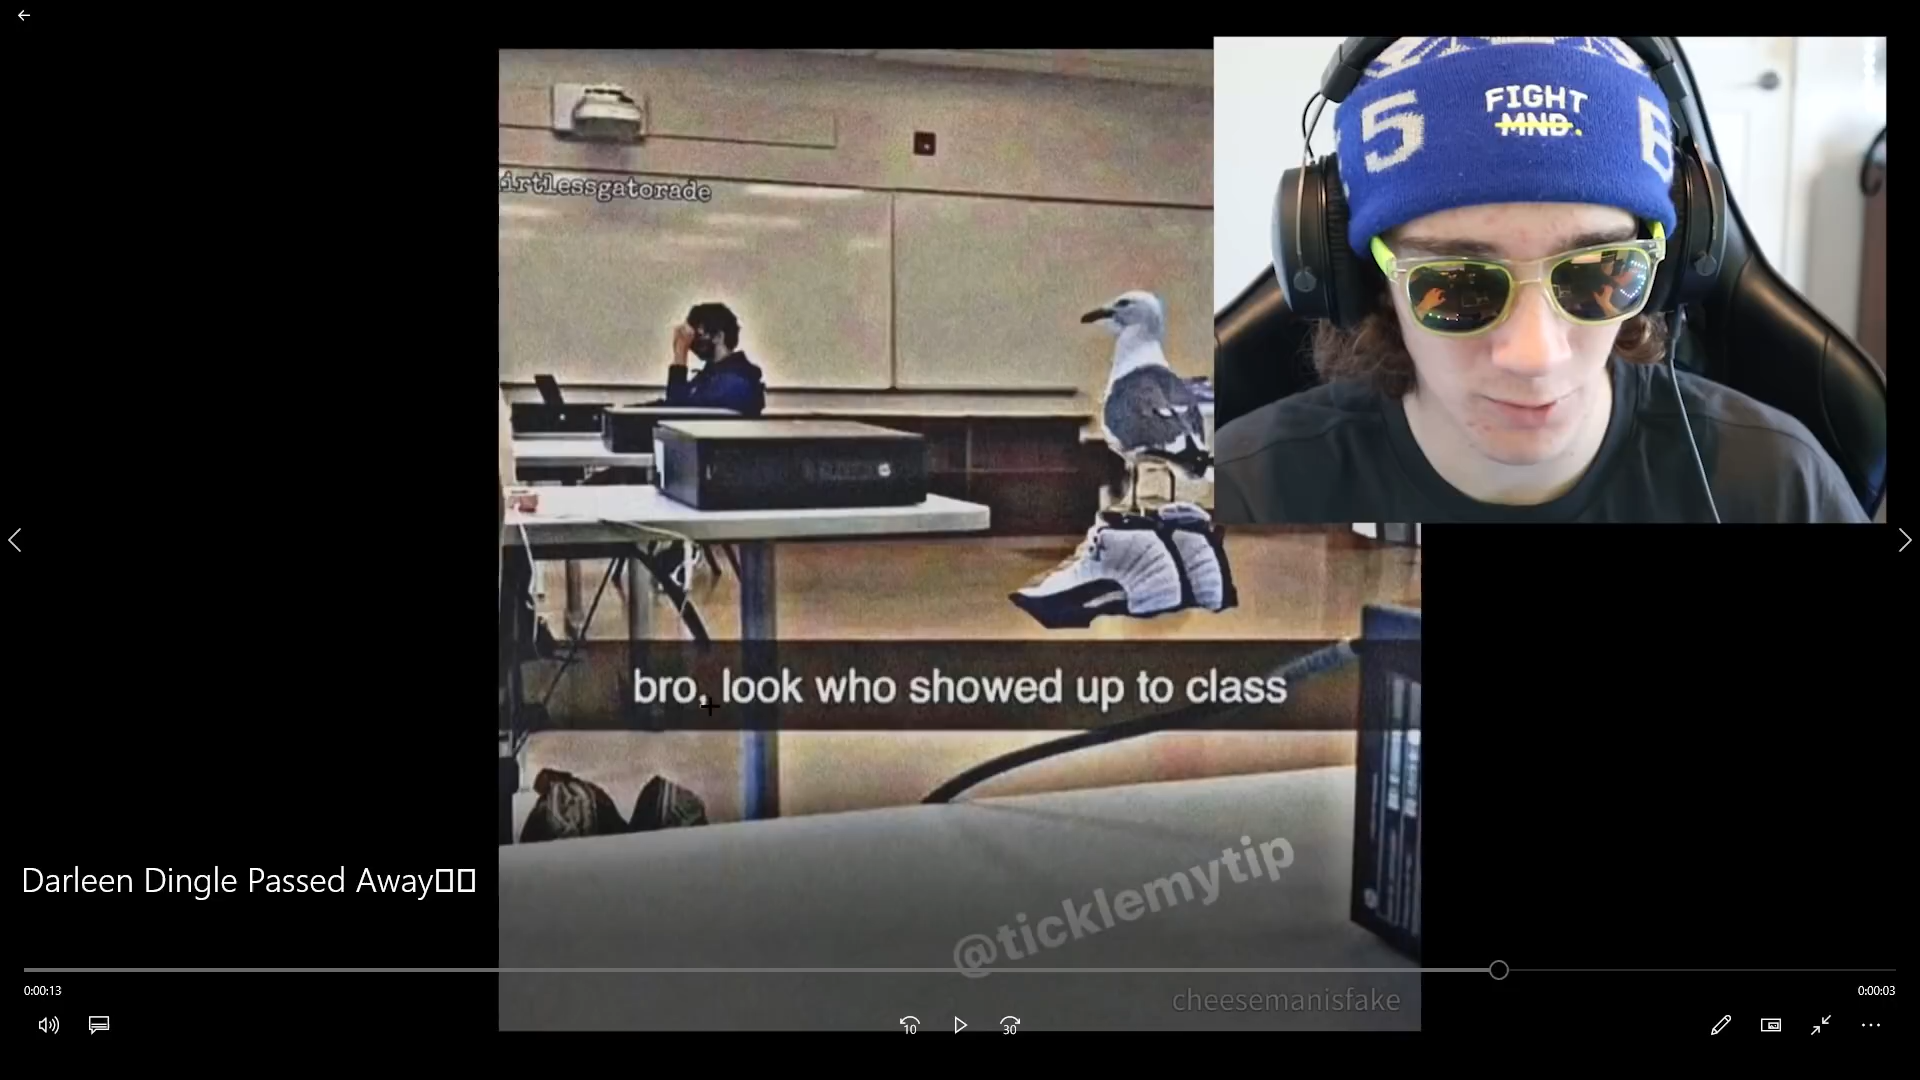 FIGHT
MND.
5
6
irtlessgatorade
bro, look who showed up to class
Darleen Dingle Passed Away
@ticklemytip
cheesemanisfake
0:00:13
0:00:03
10
30